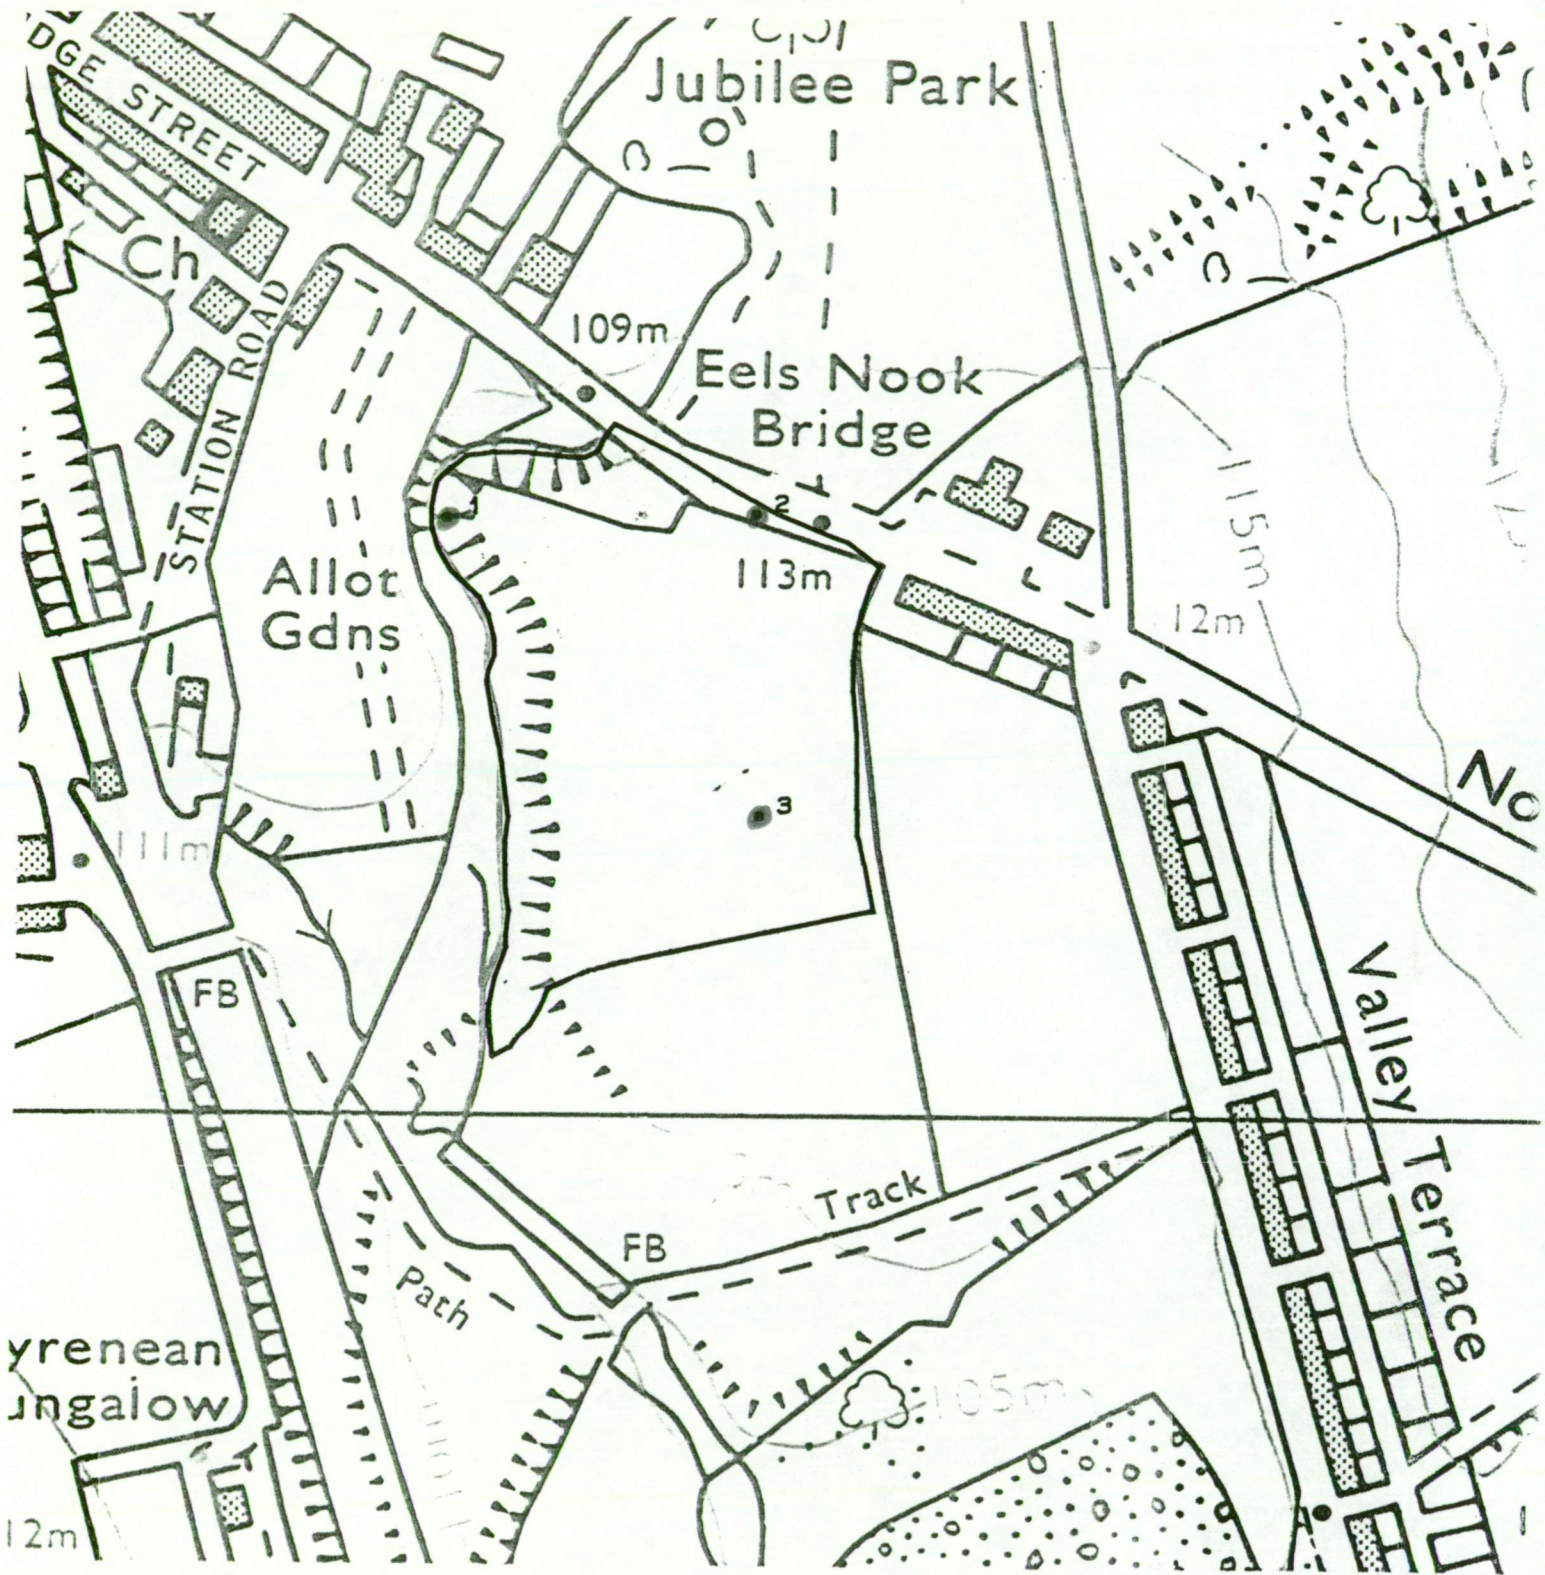 DGE STREET
Jubilee Park
Ch
STATION ROAD
109m
Eels Nook
Bridge
115m
1
2
113m
12m
Allot
Gdns
3
No
111m
FB
Valley Terrace
Track
FB
Path
yrenean
ungalow
105m
12m